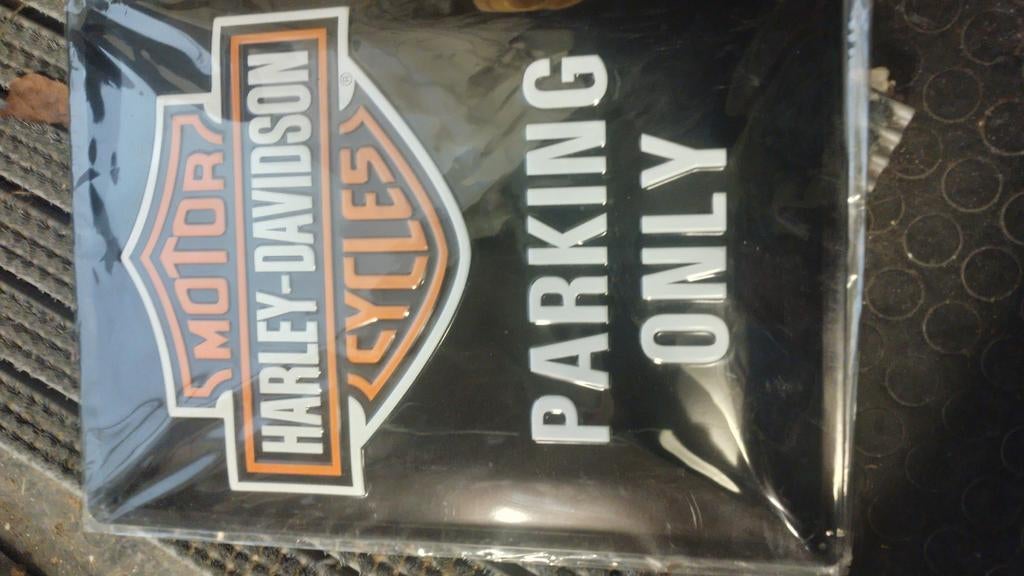 MOTOR
HARLEY-DAVIDSON
®
CYCLES
PARKING
ONLY